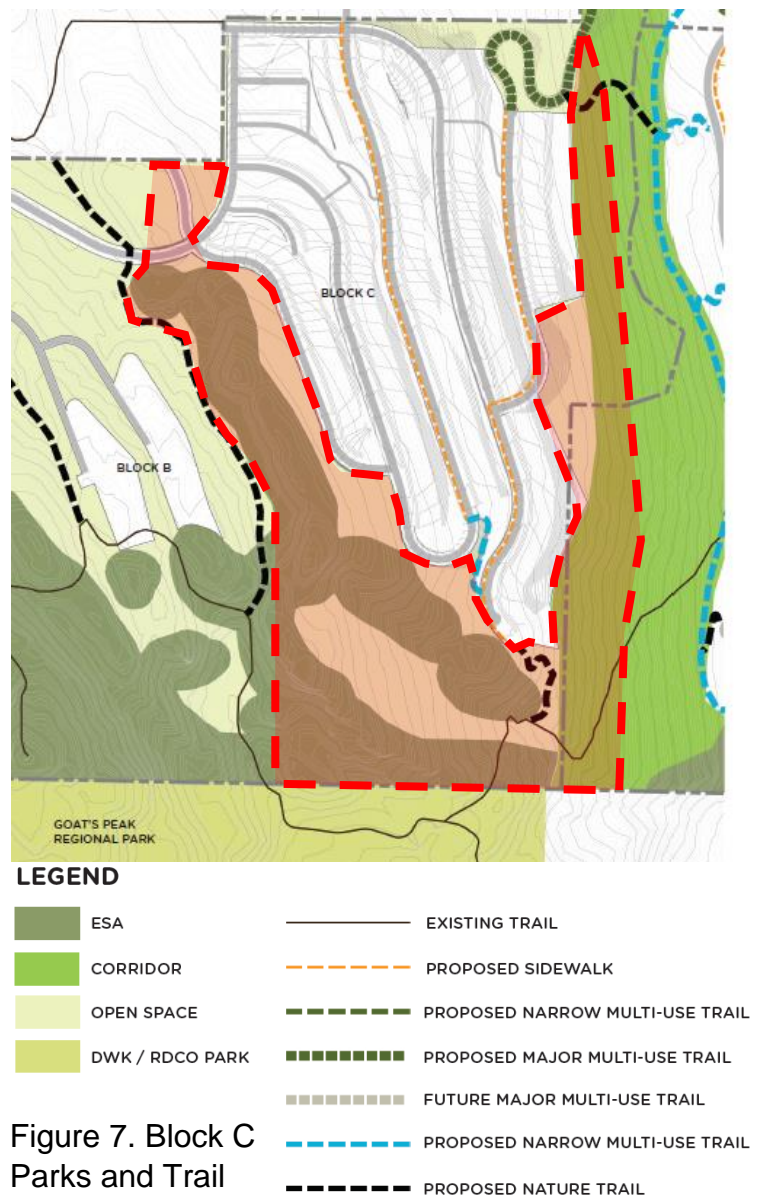 BLOCK C
BLOCK B
GOAT'S PEAK
REGIONAL PARK
LEGEND
ESA
CORRIDOR
OPEN SPACE
DWK / RDCO PARK
EXISTING TRAIL
PROPOSED SIDEWALK
PROPOSED NARROW MULTI-USE TRAIL
PROPOSED MAJOR MULTI-USE TRAIL
FUTURE MAJOR MULTI-USE TRAIL
PROPOSED NARROW MULTI-USE TRAIL
PROPOSED NATURE TRAIL
Figure 7. Block C
Parks and Trail